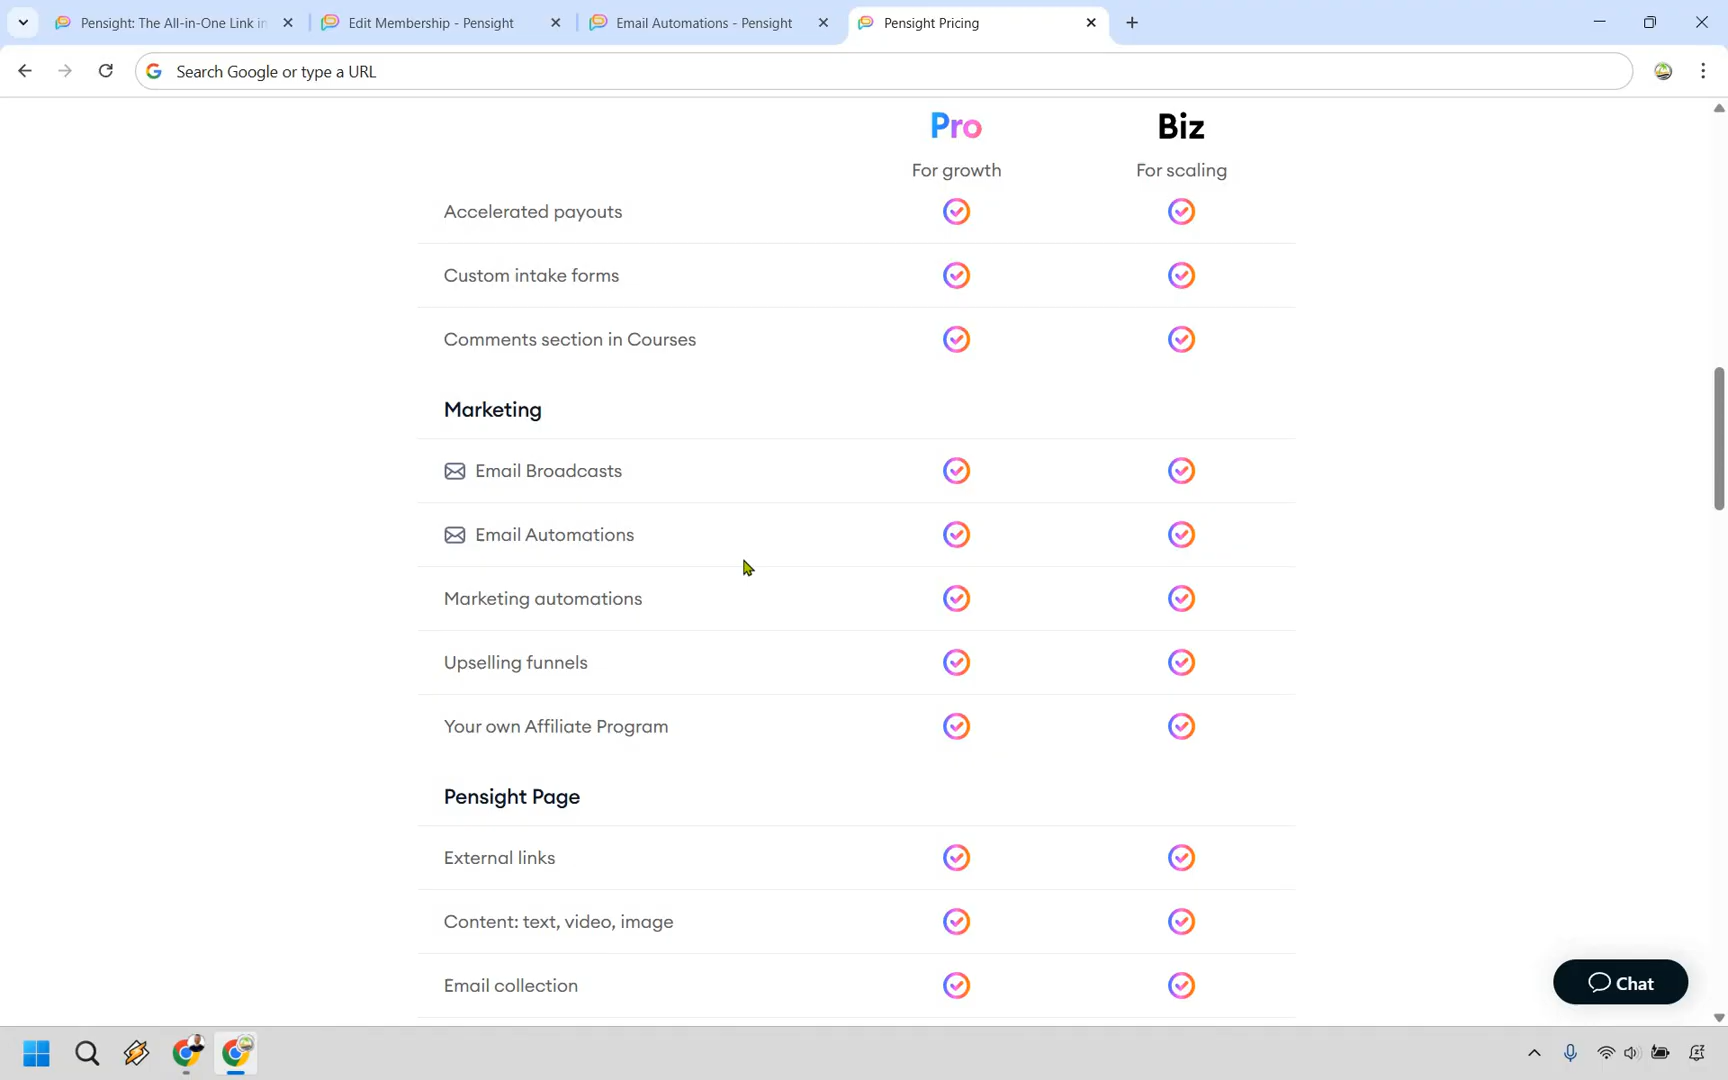 Pensight: The All-in-One Link in
Edit Membership - Pensight
Email Automations - Pensight
Pensight Pricing
Search Google or type a URL
Pro
Biz
For growth
For scaling
Accelerated payouts
Custom intake forms
Comments section in Courses
Marketing
Email Broadcasts
Email Automations
Marketing automations
Upselling funnels
Your own Affiliate Program
Pensight Page
External links
Content: text, video, image
Email collection
Chat